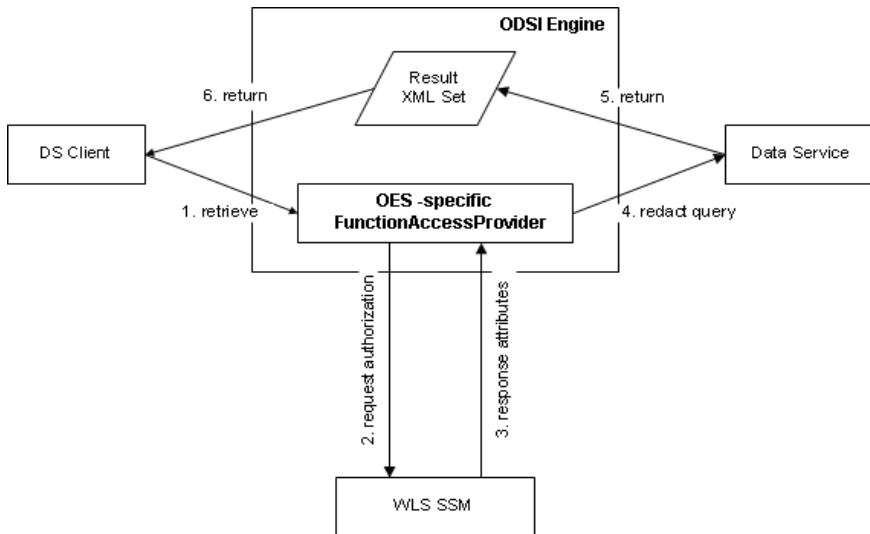 ODSI Engine
Result
XML Set
6. return
5. return
DS Client
Data Service
OES -specific
FunctionAccessProvider
1. retrieve
4. redact query
2. request authorization
3. response attributes
WLS SSM